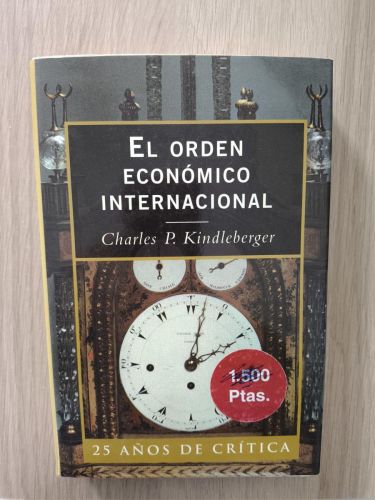 EL ORDEN
ECONÓMICO
INTERNACIONAL
Charles P. Kindleberger
1.500
Ptas.
25 AÑOS DE CRÍTICA